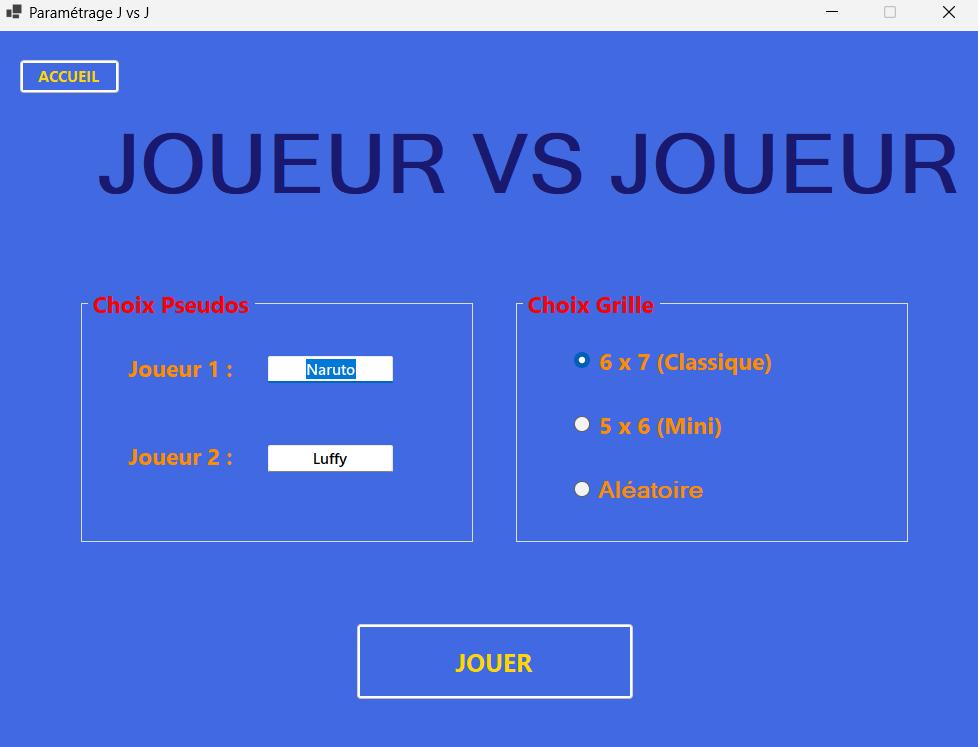 Paramétrage J vs J
ACCUEIL
JOUEUR VS JOUEUR
Choix Pseudos
Joueur 1 : Naruto
Joueur 2 : Luffy
Choix Grille
6 x 7 (Classique)
5 x 6 (Mini)
Aléatoire
JOUER